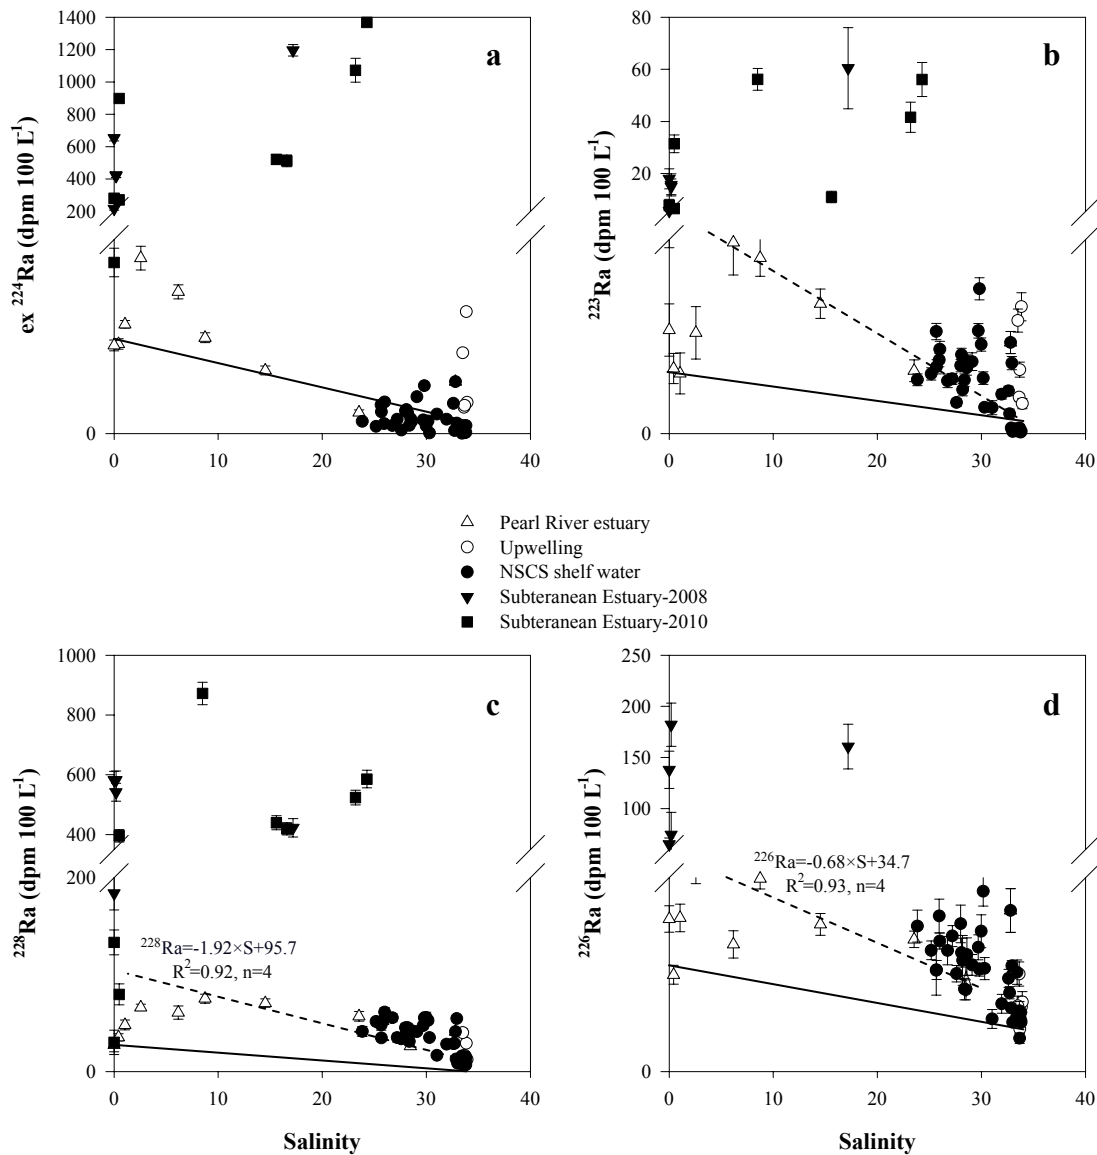 1400
1200
1000
800
600
400
200
0
0 10 20 30 40
ex ²²⁴Ra (dpm 100 L⁻¹)
a
80
60
40
20
0
0 10 20 30 40
²²³Ra (dpm 100 L⁻¹)
b
Pearl River estuary
Upwelling
NSCS shelf water
Subteranean Estuary-2008
Subteranean Estuary-2010
1000
800
600
400
200
0
0 10 20 30 40
²²⁸Ra (dpm 100 L⁻¹)
c
²²⁸Ra=-1.92×S+95.7
R²=0.92, n=4
Salinity
250
200
150
100
0
0 10 20 30 40
²²⁶Ra (dpm 100 L⁻¹)
d
²²⁶Ra=-0.68×S+34.7
R²=0.93, n=4
Salinity